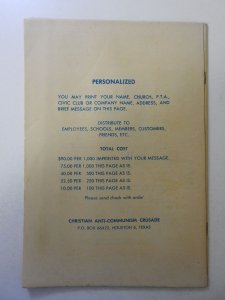 PERSONALIZED
YOU MAY PRINT YOUR NAME, CHURCH, P.T.A.,
CIVIC CLUB OR COMPANY NAME, ADDRESS, AND
BRIEF MESSAGE ON THIS PAGE.
DISTRIBUTE TO
EMPLOYEES, SCHOOLS, MEMBERS, CUSTOMERS,
FRIENDS, ETC.
TOTAL COST
$90.00 PER 1,000 IMPRINTED WITH YOUR MESSAGE.
75.00 PER 1,000 THIS PAGE AS IS.
40.00 PER 500 THIS PAGE AS IS.
22.50 PER 250 THIS PAGE AS IS.
10.00 PER 100 THIS PAGE AS IS.
Please send check with order
CHRISTIAN ANTI-COMMUNISM CRUSADE
P.O. BOX 66422, HOUSTON 6, TEXAS